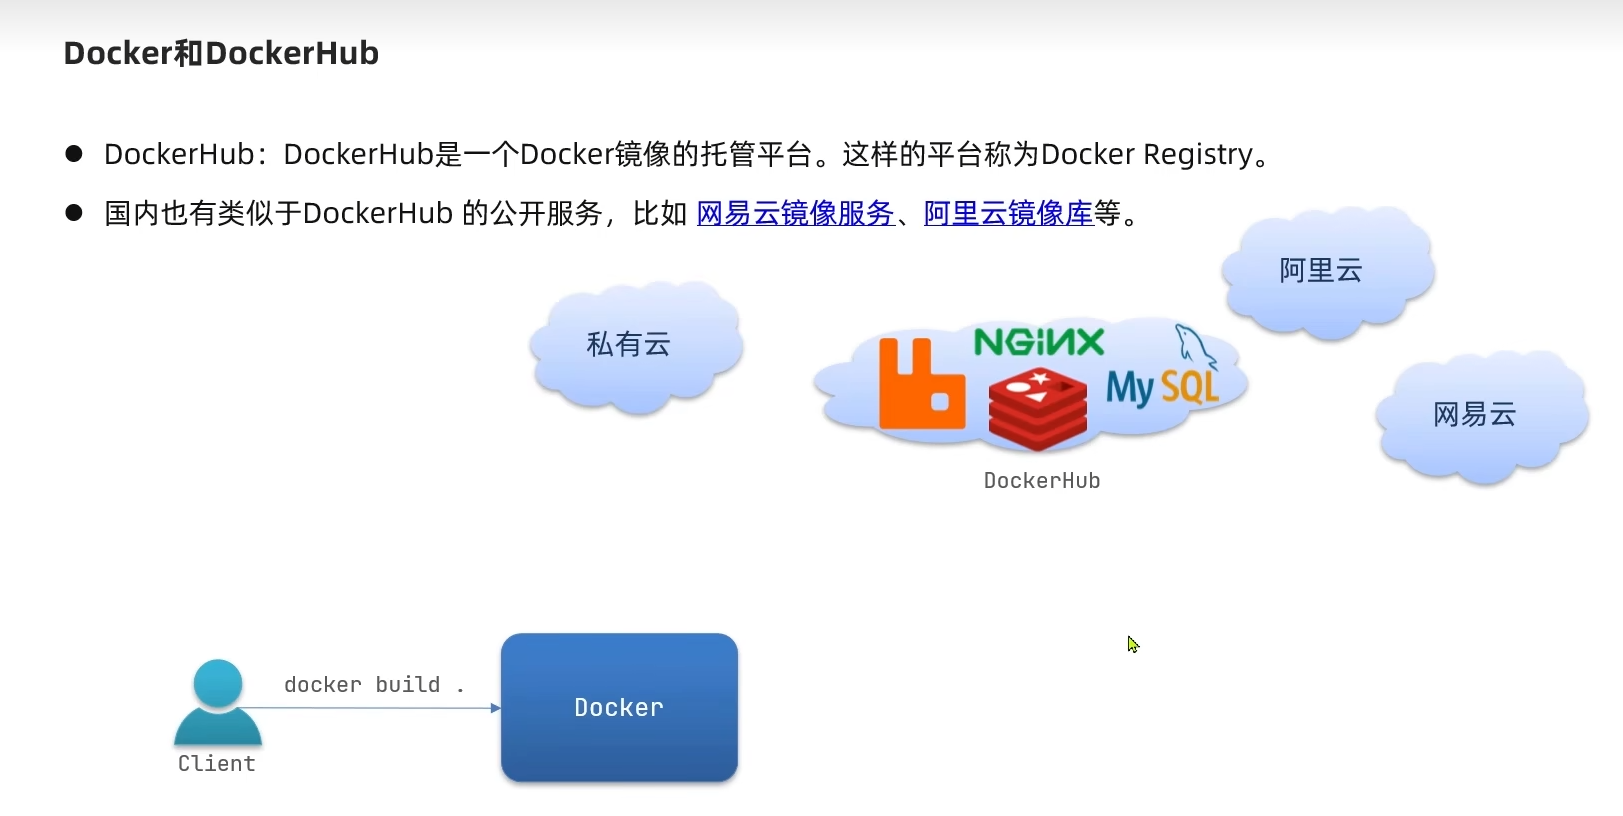 Docker和DockerHub
DockerHub：DockerHub是一个Docker镜像的托管平台。这样的平台称为Docker Registry。
国内也有类似于DockerHub 的公开服务，比如 网易云镜像服务、阿里云镜像库等。
阿里云
私有云
NGINX
MySQL
网易云
DockerHub
docker build .
Docker
Client